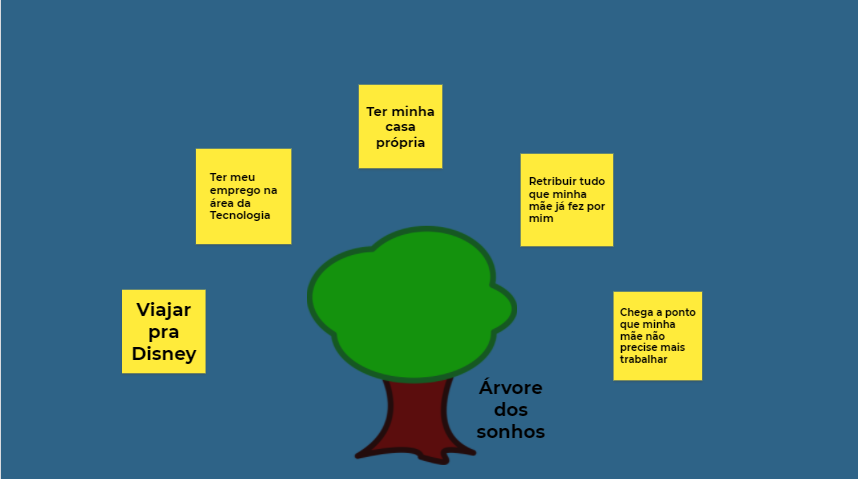 Ter minha
casa
própria
Ter meu
emprego na
área da
Tecnologia
Retribuir tudo
que minha
mãe já fez por
mim
Viajar
pra
Disney
Chega a ponto
que minha
mãe não
precise mais
trabalhar
Árvore
dos
sonhos